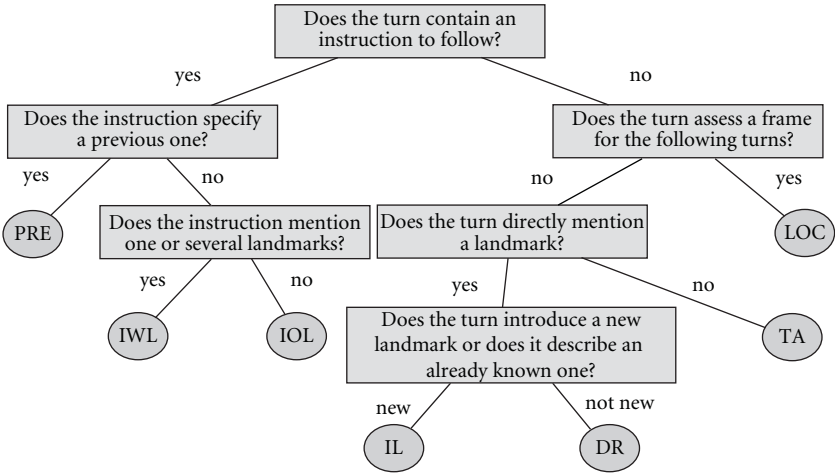 Does the turn contain an
instruction to follow?
yes
no
Does the instruction specify
a previous one?
Does the turn assess a frame
for the following turns?
yes
no
no
yes
PRE
Does the instruction mention
one or several landmarks?
Does the turn directly mention
a landmark?
LOC
yes
no
yes
no
IWL
IOL
Does the turn introduce a new
landmark or does it describe an
already known one?
TA
new
not new
IL
DR